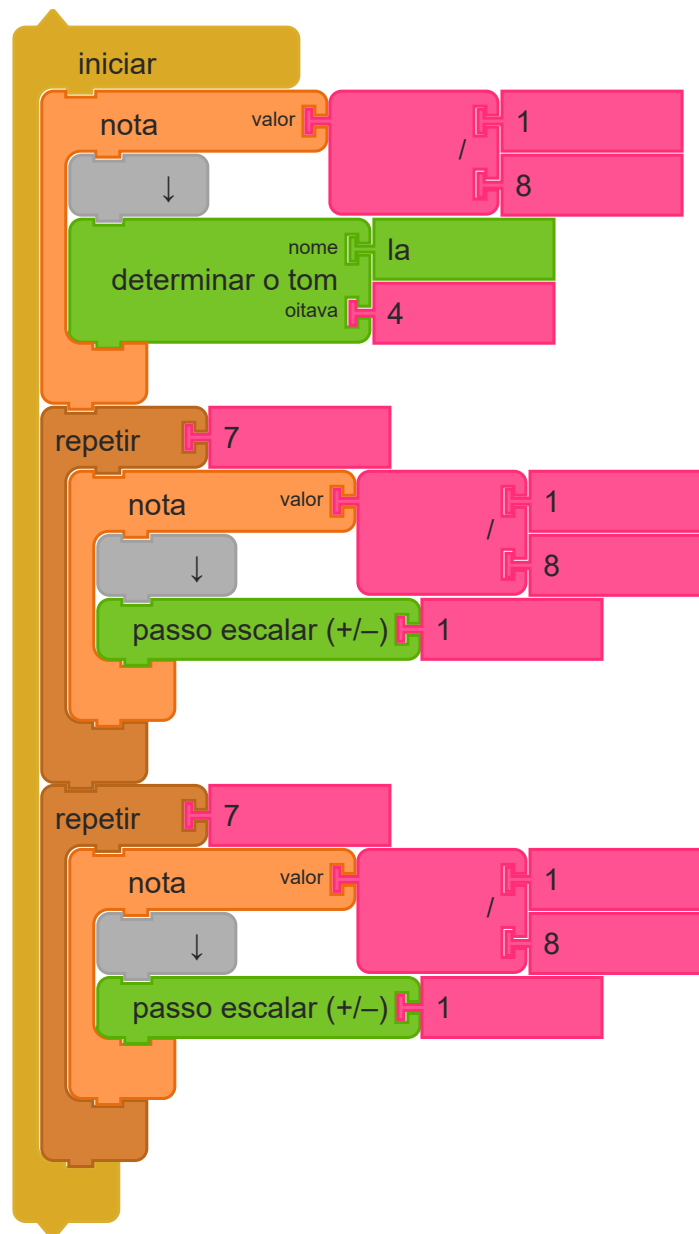 iniciar
nota valor 1
/
8
↓
nome la
determinar o tom
oitava 4
repetir 7
nota valor 1
/
8
↓
passo escalar (+/–) 1
repetir 7
nota valor 1
/
8
↓
passo escalar (+/–) 1